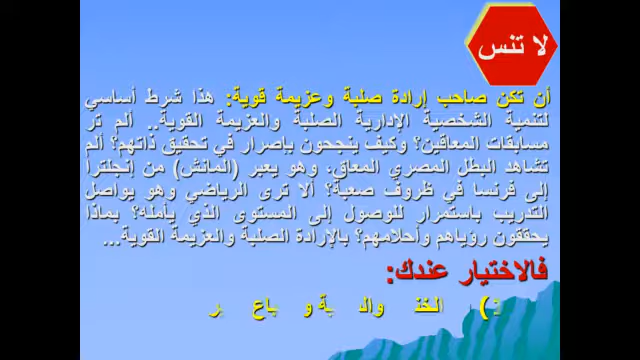 لا تنس
أن تكن صاحب إرادة صلبة وعزيمة قوية: هذا شرط أساسي
لتنمية الشخصية الإدارية الصلبة والعزيمة القوية.. ألم تر
مسابقات المعاقين؟ وكيف ينجحون بإصرار في تحقيق ذاتهم؟ ألم
تشاهد البطل المصري المعاق، وهو يعبر (المانش) من إنجلترا
إلى فرنسا في ظروف صعبة؟ ألا ترى الرياضي وهو يواصل
التدريب باستمرار للوصول إلى المستوى الذي يأمله؟ بماذا
يحققون رؤياهم وأحلامهم؟ بالإرادة الصلبة والعزيمة القوية...
فالاختيار عندك: